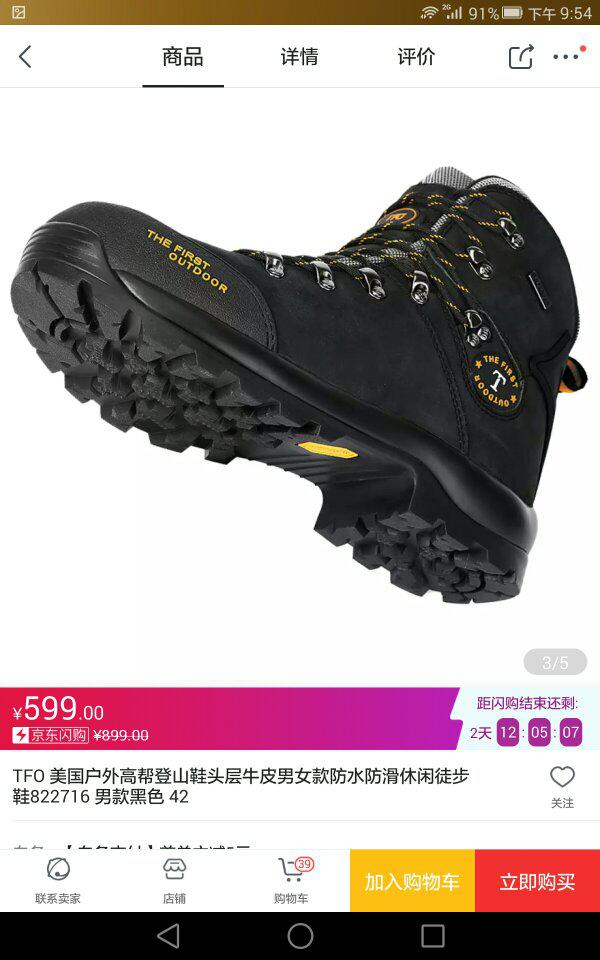 2G 91% 下午 9:54
商品 详情 评价
THE FIRST
OUTDOOR
THE FIRST
T
OUTDOOR
3/5
¥599.00
京东闪购 ¥899.00
距闪购结束还剩:
2天 12 : 05 : 07
TFO 美国户外高帮登山鞋头层牛皮男女款防水防滑休闲徒步
鞋822716 男款黑色 42
关注
39
联系卖家 店铺 购物车 加入购物车 立即购买